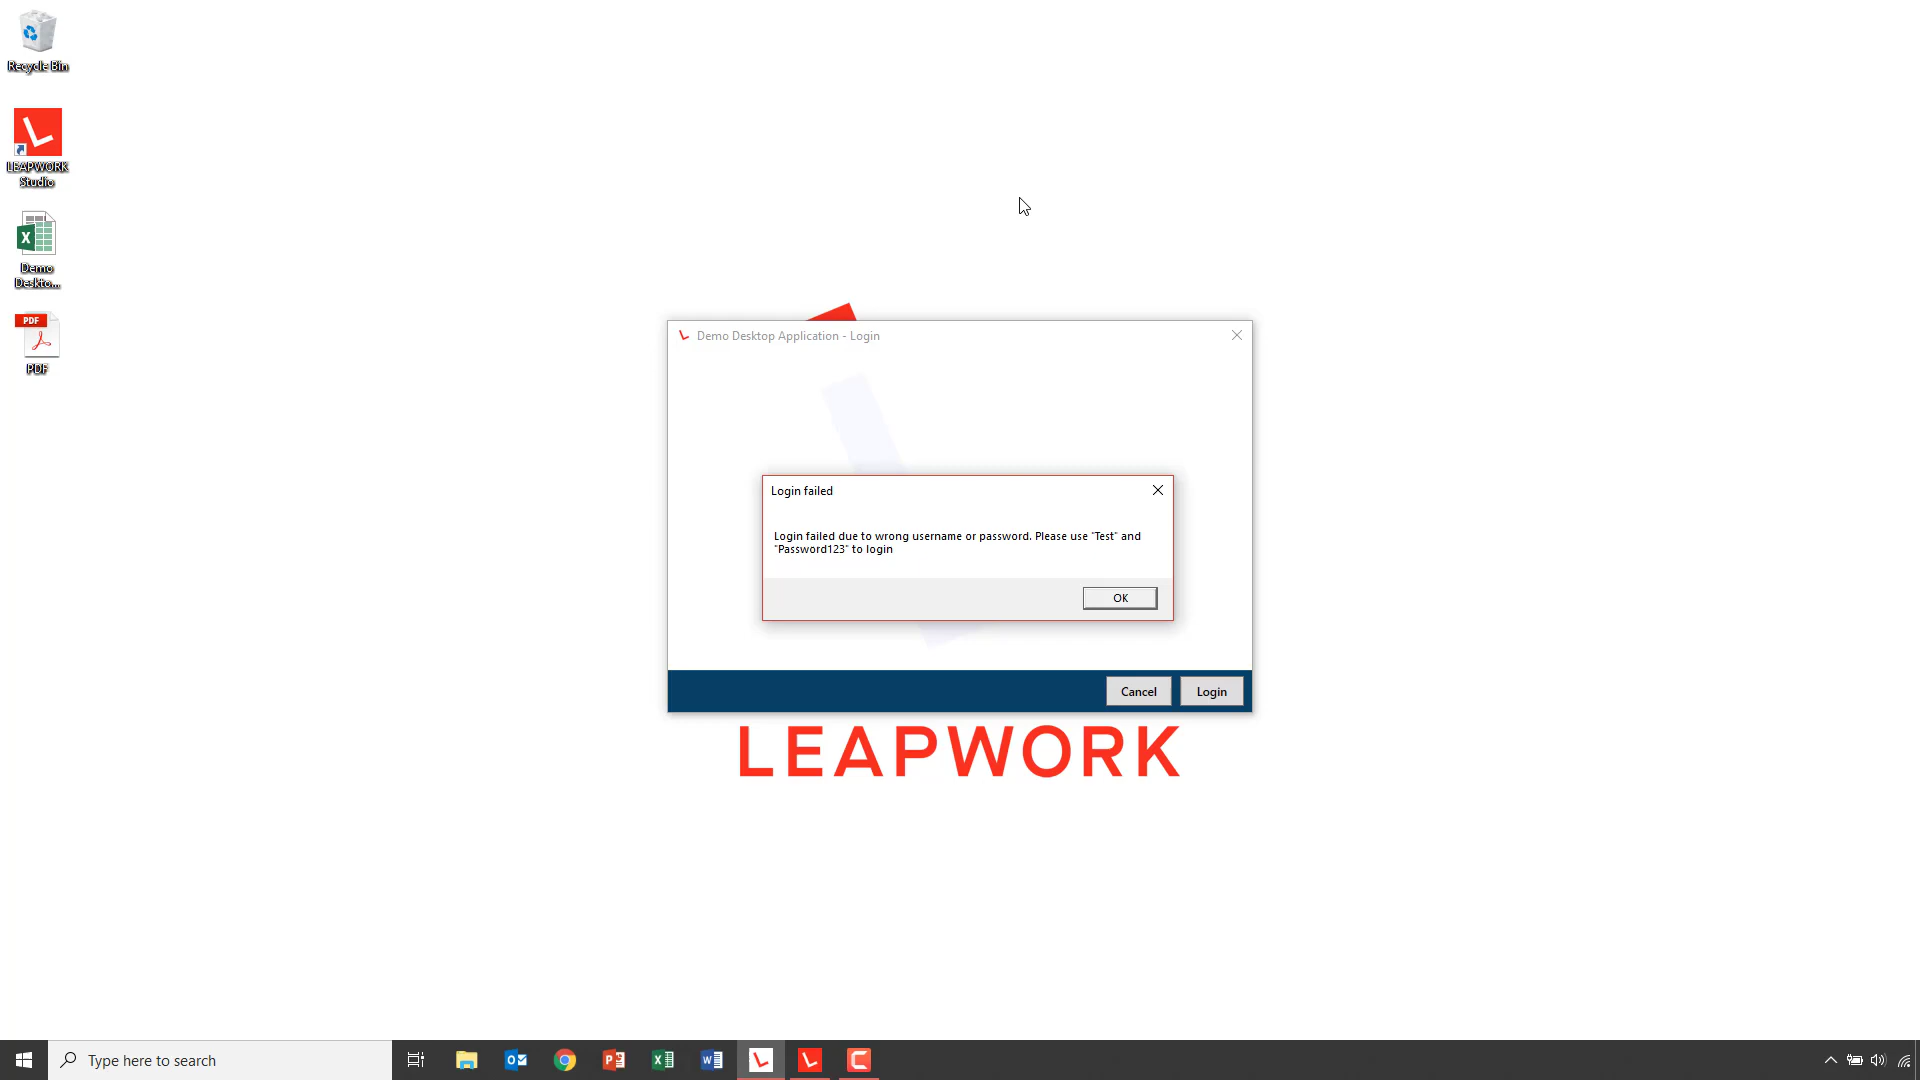 Recycle Bin
LEAPWORK
Studio
Demo
Deskto...
PDF
PDF
Demo Desktop Application - Login
Login failed
Login failed due to wrong username or password. Please use "Test" and
"Password123" to login
OK
Cancel
Login
LEAPWORK
Type here to search